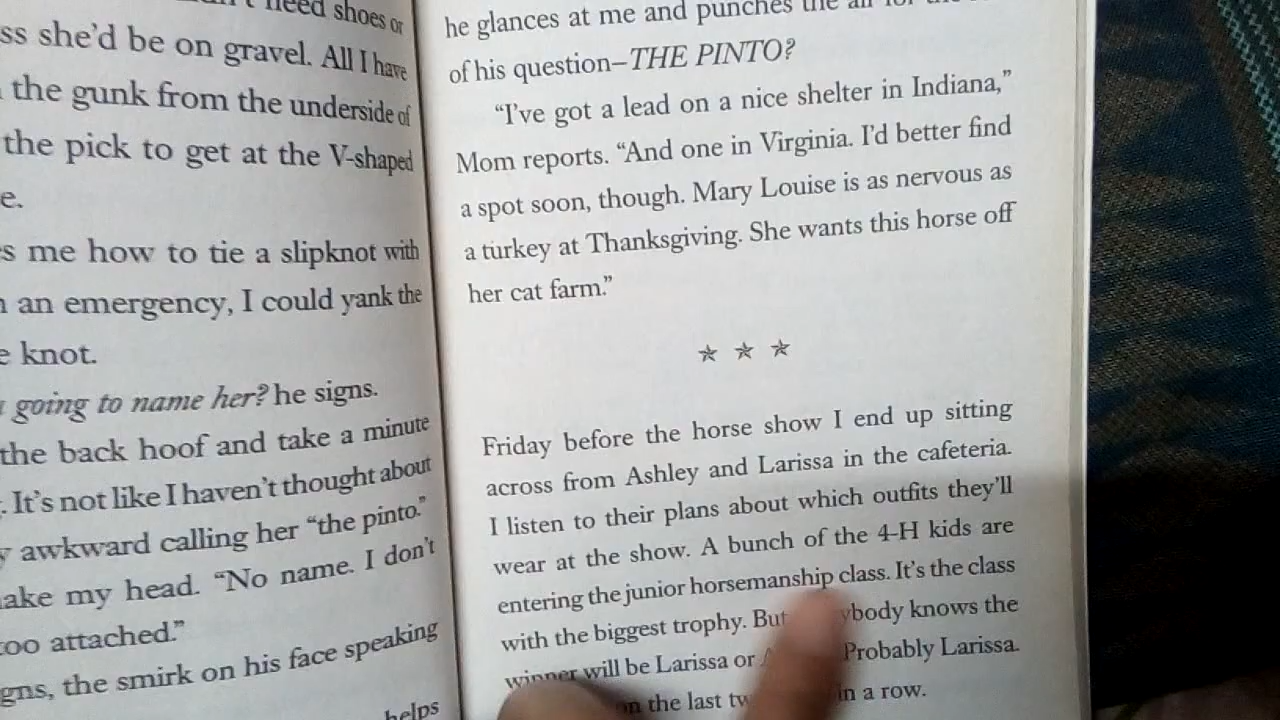 need shoes or
ss she'd be on gravel. All I have
the gunk from the underside of
the pick to get at the V-shaped
e.
s me how to tie a slipknot with
n an emergency, I could yank the
e knot.
going to name her? he signs.
the back hoof and take a minute
. It's not like I haven't thought about
y awkward calling her “the pinto.”
ake my head. “No name. I don't
too attached.”
gns, the smirk on his face speaking
helps
he glances at me and punches the air for the
of his question–THE PINTO?
“I've got a lead on a nice shelter in Indiana,”
Mom reports. “And one in Virginia. I'd better find
a spot soon, though. Mary Louise is as nervous as
a turkey at Thanksgiving. She wants this horse off
her cat farm.”
☆ ☆ ☆
Friday before the horse show I end up sitting
across from Ashley and Larissa in the cafeteria.
I listen to their plans about which outfits they'll
wear at the show. A bunch of the 4-H kids are
entering the junior horsemanship class. It's the class
with the biggest trophy. But ybody knows the
winner will be Larissa or Probably Larissa.
on the last tw in a row.